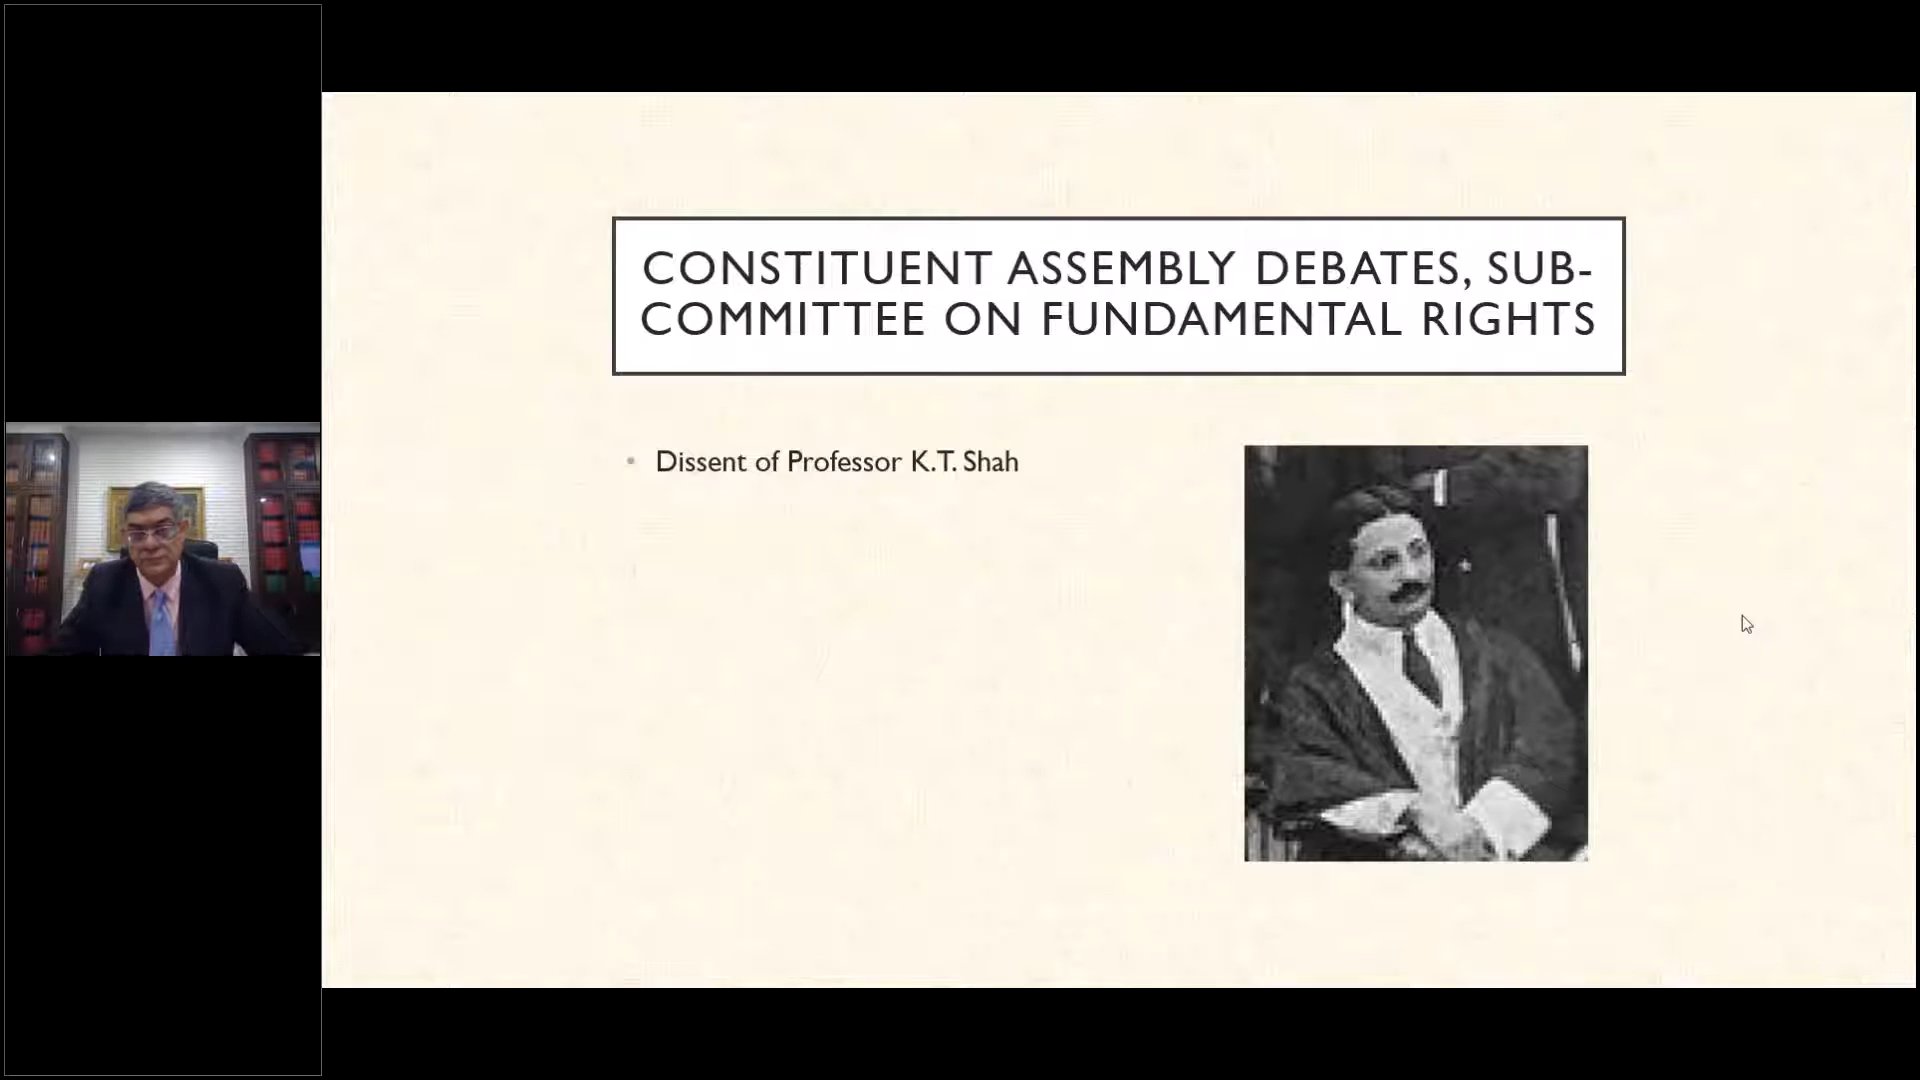 CONSTITUENT ASSEMBLY DEBATES, SUB-
COMMITTEE ON FUNDAMENTAL RIGHTS
• Dissent of Professor K.T. Shah